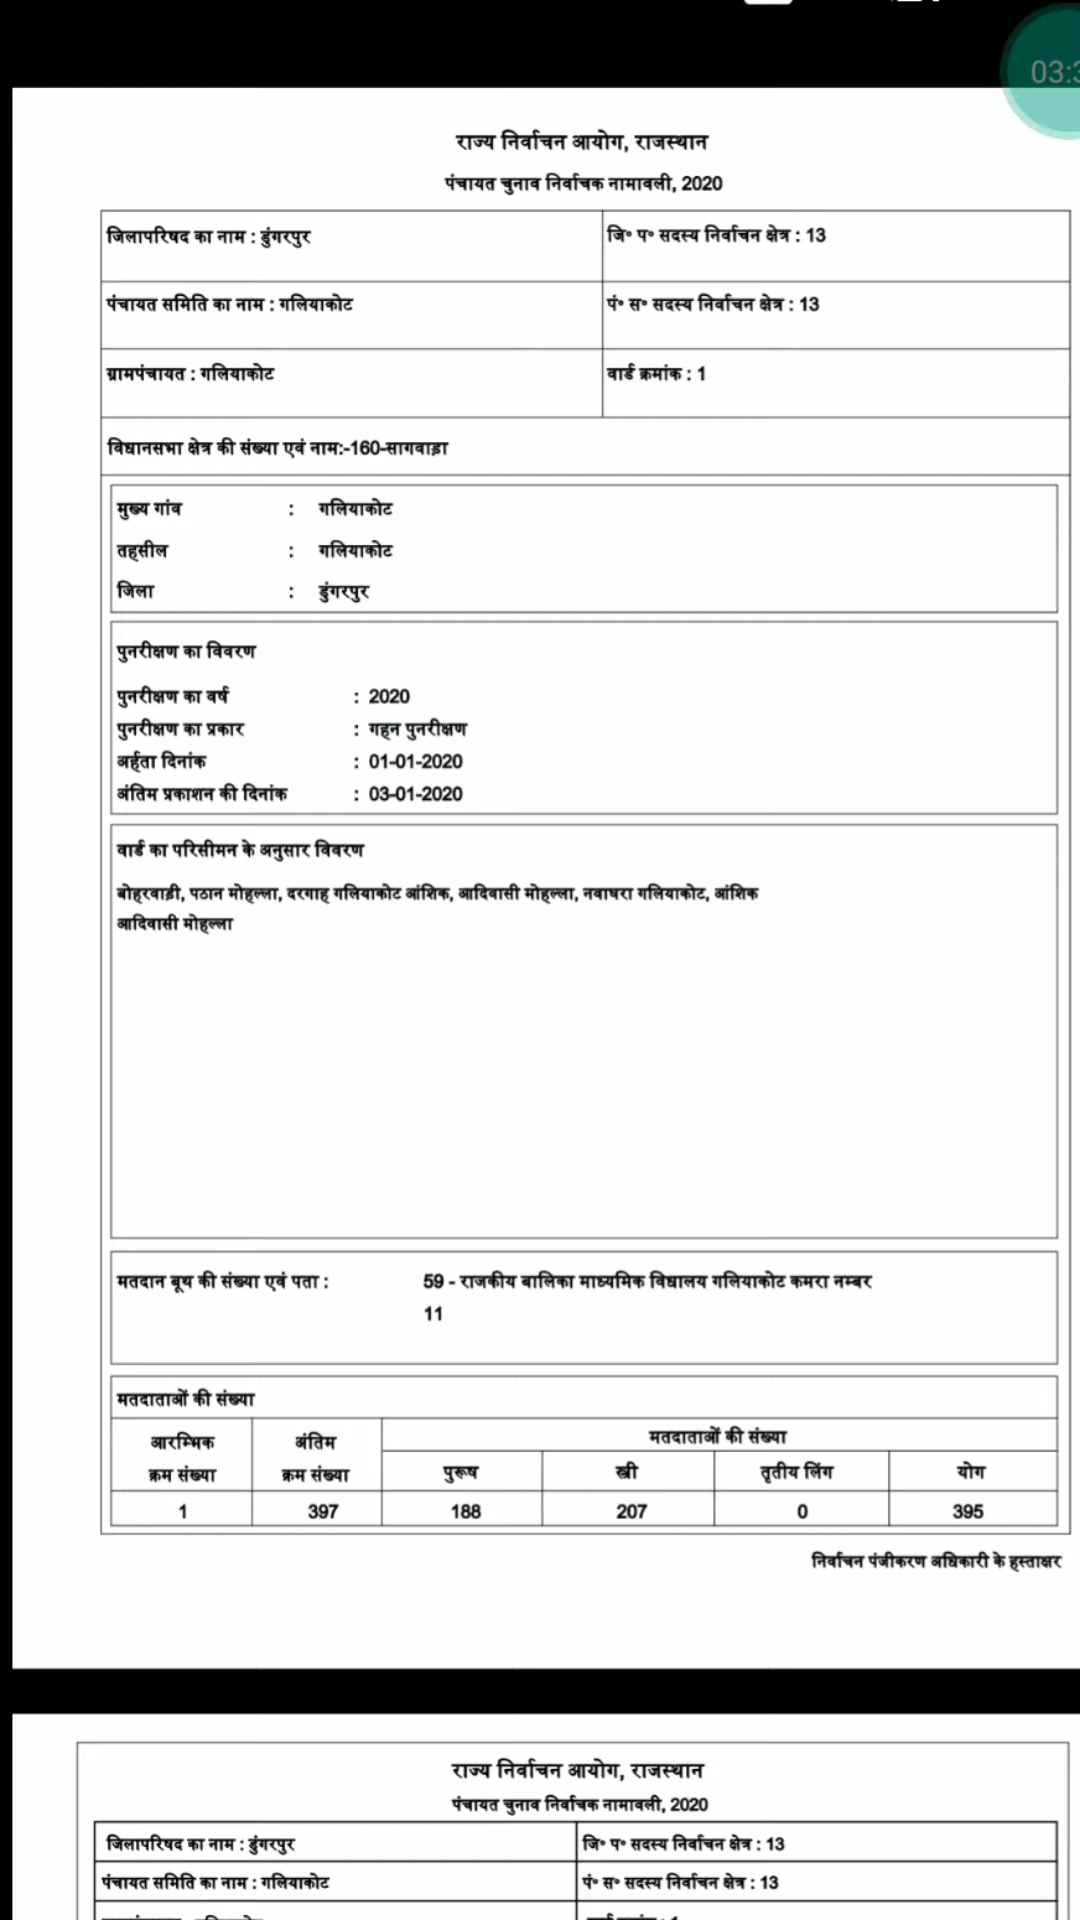 03:3
राज्य निर्वाचन आयोग, राजस्थान
पंचायत चुनाव निर्वाचक नामावली, 2020
जिलापरिषद का नाम : डुंगरपुर
जि॰ प॰ सदस्य निर्वाचन क्षेत्र : 13
पंचायत समिति का नाम : गलियाकोट
पं॰ स॰ सदस्य निर्वाचन क्षेत्र : 13
ग्रामपंचायत : गलियाकोट
वार्ड क्रमांक : 1
विधानसभा क्षेत्र की संख्या एवं नाम:-160-सागवाड़ा
मुख्य गांव : गलियाकोट
तहसील : गलियाकोट
जिला : डुंगरपुर
पुनरीक्षण का विवरण
पुनरीक्षण का वर्ष : 2020
पुनरीक्षण का प्रकार : गहन पुनरीक्षण
अर्हता दिनांक : 01-01-2020
अंतिम प्रकाशन की दिनांक : 03-01-2020
वार्ड का परिसीमन के अनुसार विवरण
बोहरवाड़ी, पठान मोहल्ला, दरगाह गलियाकोट आंशिक, आदिवासी मोहल्ला, नवाघरा गलियाकोट, आंशिक
आदिवासी मोहल्ला
मतदान बूथ की संख्या एवं पता : 59 - राजकीय बालिका माध्यमिक विद्यालय गलियाकोट कमरा नम्बर
11
मतदाताओं की संख्या
आरम्भिक क्रम संख्या
अंतिम क्रम संख्या
मतदाताओं की संख्या
पुरूष स्त्री तृतीय लिंग योग
1 397 188 207 0 395
निर्वाचन पंजीकरण अधिकारी के हस्ताक्षर
राज्य निर्वाचन आयोग, राजस्थान
पंचायत चुनाव निर्वाचक नामावली, 2020
जिलापरिषद का नाम : डुंगरपुर
जि॰ प॰ सदस्य निर्वाचन क्षेत्र : 13
पंचायत समिति का नाम : गलियाकोट
पं॰ स॰ सदस्य निर्वाचन क्षेत्र : 13